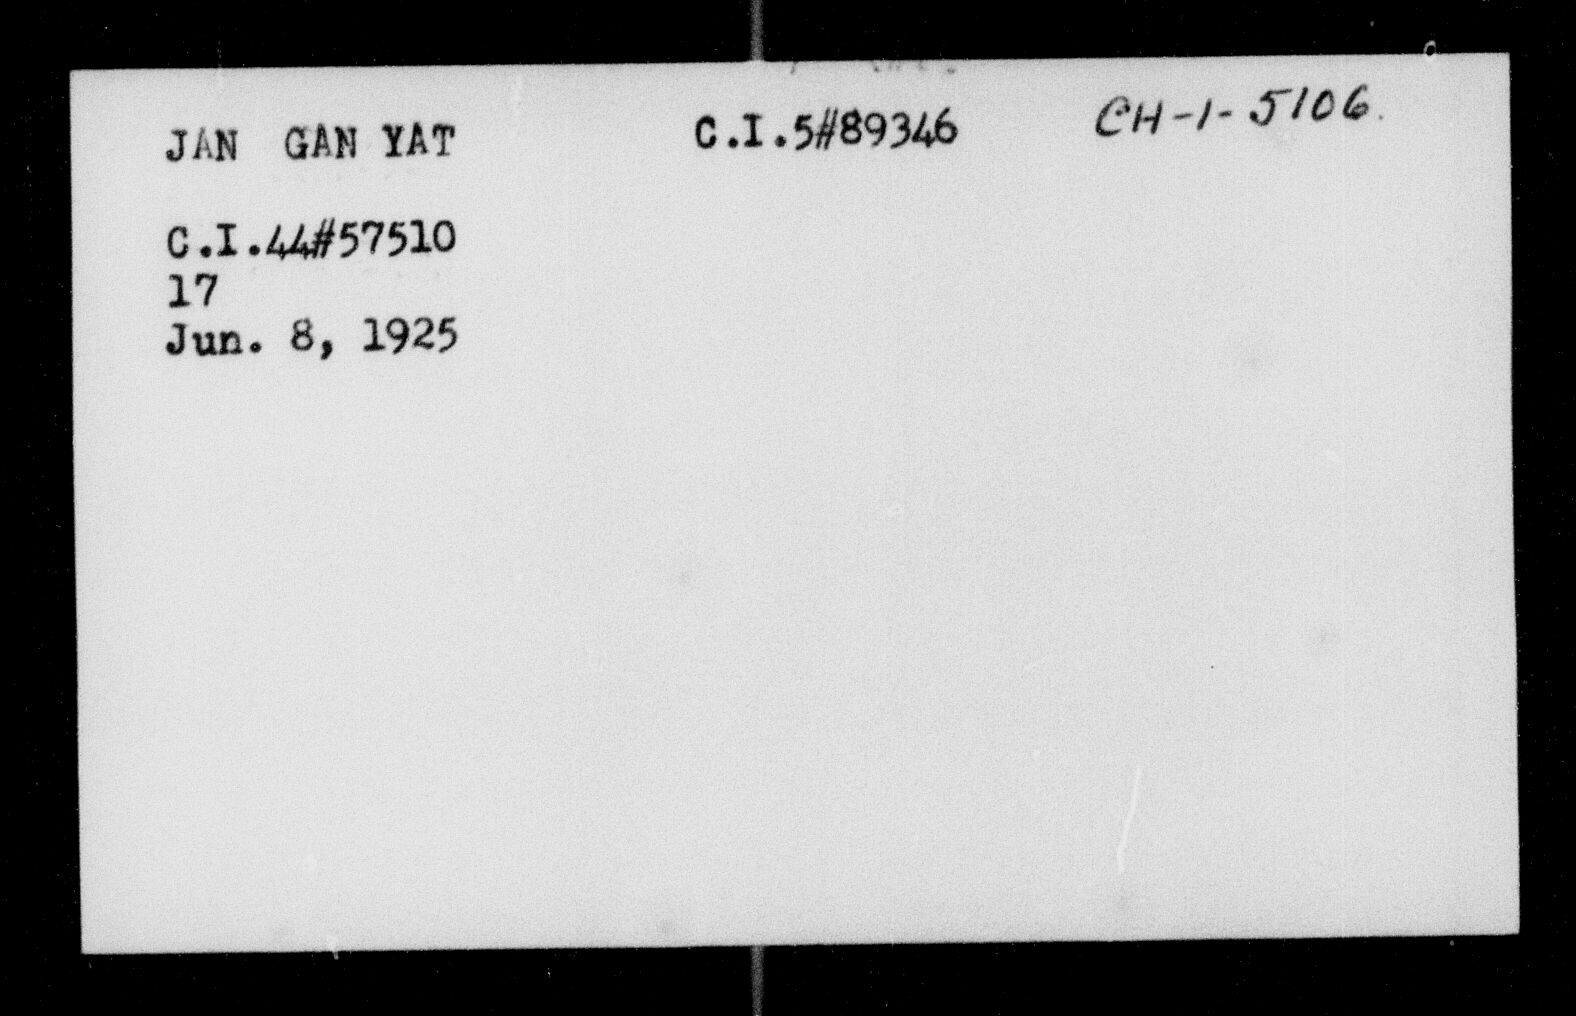 JAN GAN YAT C.I.5#89346 CH-1-5106.
C.I.44#57510
17
Jun. 8, 1925